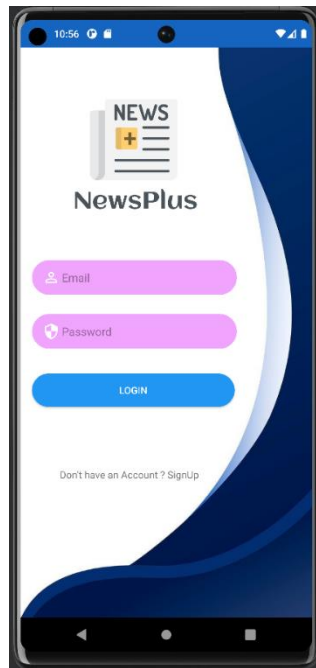 10:56
NEWS
NewsPlus
Email
Password
LOGIN
Don't have an Account ? SignUp